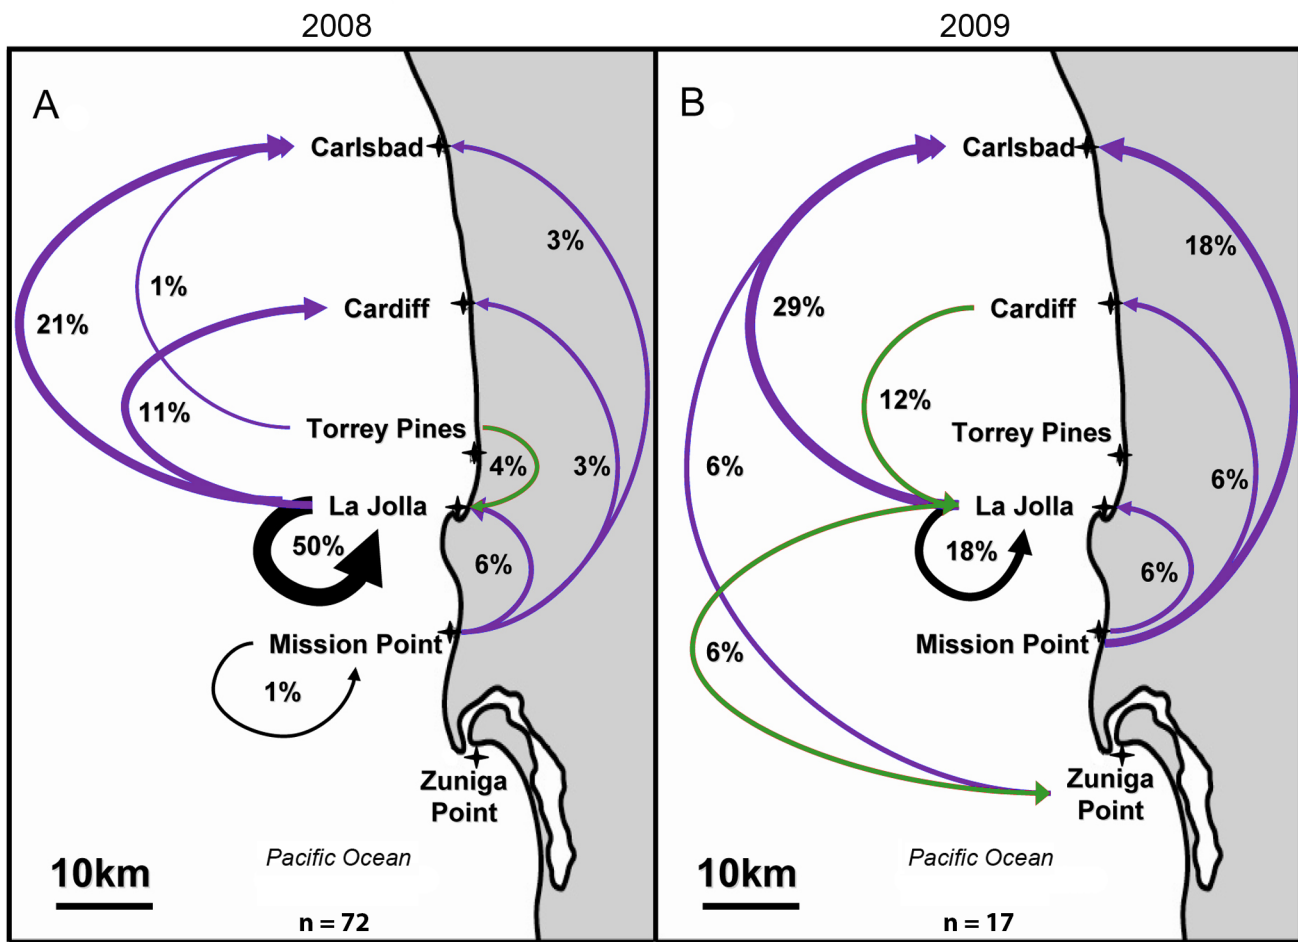 2008
2009
A
Carlsbad
3%
1%
21%
Cardiff
11%
Torrey Pines
4%
3%
La Jolla
50%
6%
Mission Point
1%
Zuniga
Point
Pacific Ocean
10km
n = 72
B
Carlsbad
18%
29%
Cardiff
12%
Torrey Pines
6%
6%
La Jolla
18%
6%
Mission Point
6%
Zuniga
Point
Pacific Ocean
10km
n = 17